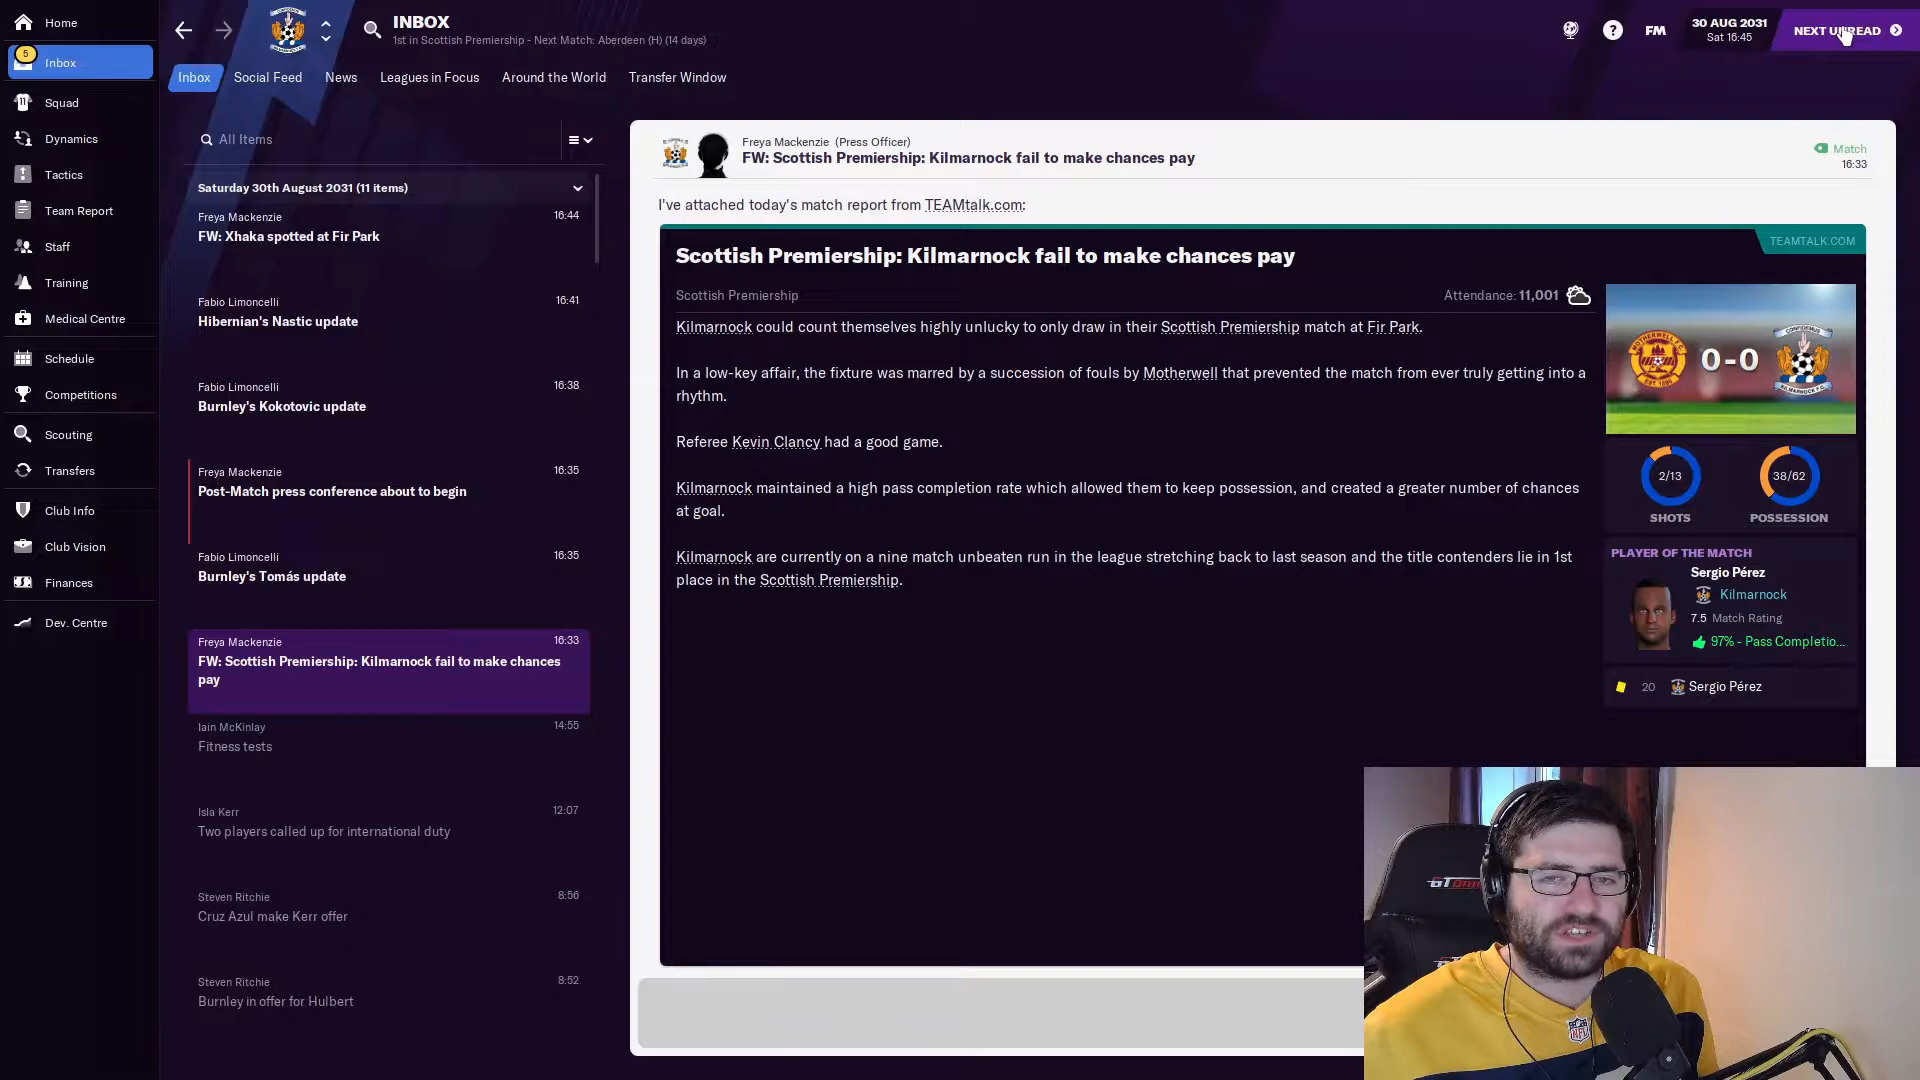 Home
Inbox
5
Squad
Dynamics
Tactics
Team Report
Staff
Training
Medical Centre
Schedule
Competitions
Scouting
Transfers
Club Info
Club Vision
Finances
Dev. Centre
INBOX
1st in Scottish Premiership - Next Match: Aberdeen (H) (14 days)
FM
30 AUG 2031
Sat 16:45
NEXT UNREAD
Inbox
Social Feed
News
Leagues in Focus
Around the World
Transfer Window
All Items
Saturday 30th August 2031 (11 items)
Freya Mackenzie 16:44
FW: Xhaka spotted at Fir Park
Fabio Limoncelli 16:41
Hibernian's Nastic update
Fabio Limoncelli 16:38
Burnley's Kokotovic update
Freya Mackenzie 16:35
Post-Match press conference about to begin
Fabio Limoncelli 16:35
Burnley's Tomás update
Freya Mackenzie 16:33
FW: Scottish Premiership: Kilmarnock fail to make chances
pay
Iain McKinlay 14:55
Fitness tests
Isla Kerr 12:07
Two players called up for international duty
Steven Ritchie 8:56
Cruz Azul make Kerr offer
Steven Ritchie 8:52
Burnley in offer for Hulbert
Freya Mackenzie (Press Officer)
FW: Scottish Premiership: Kilmarnock fail to make chances pay
Match
16:33
I've attached today's match report from TEAMtalk.com:
TEAMTALK.COM
Scottish Premiership: Kilmarnock fail to make chances pay
Scottish Premiership
Attendance: 11,001
Kilmarnock could count themselves highly unlucky to only draw in their Scottish Premiership match at Fir Park.
In a low-key affair, the fixture was marred by a succession of fouls by Motherwell that prevented the match from ever truly getting into a
rhythm.
Referee Kevin Clancy had a good game.
Kilmarnock maintained a high pass completion rate which allowed them to keep possession, and created a greater number of chances
at goal.
Kilmarnock are currently on a nine match unbeaten run in the league stretching back to last season and the title contenders lie in 1st
place in the Scottish Premiership.
0-0
2/13
38/62
SHOTS
POSSESSION
PLAYER OF THE MATCH
Sergio Pérez
Kilmarnock
7.5 Match Rating
97% - Pass Completio...
20 Sergio Pérez
NFL